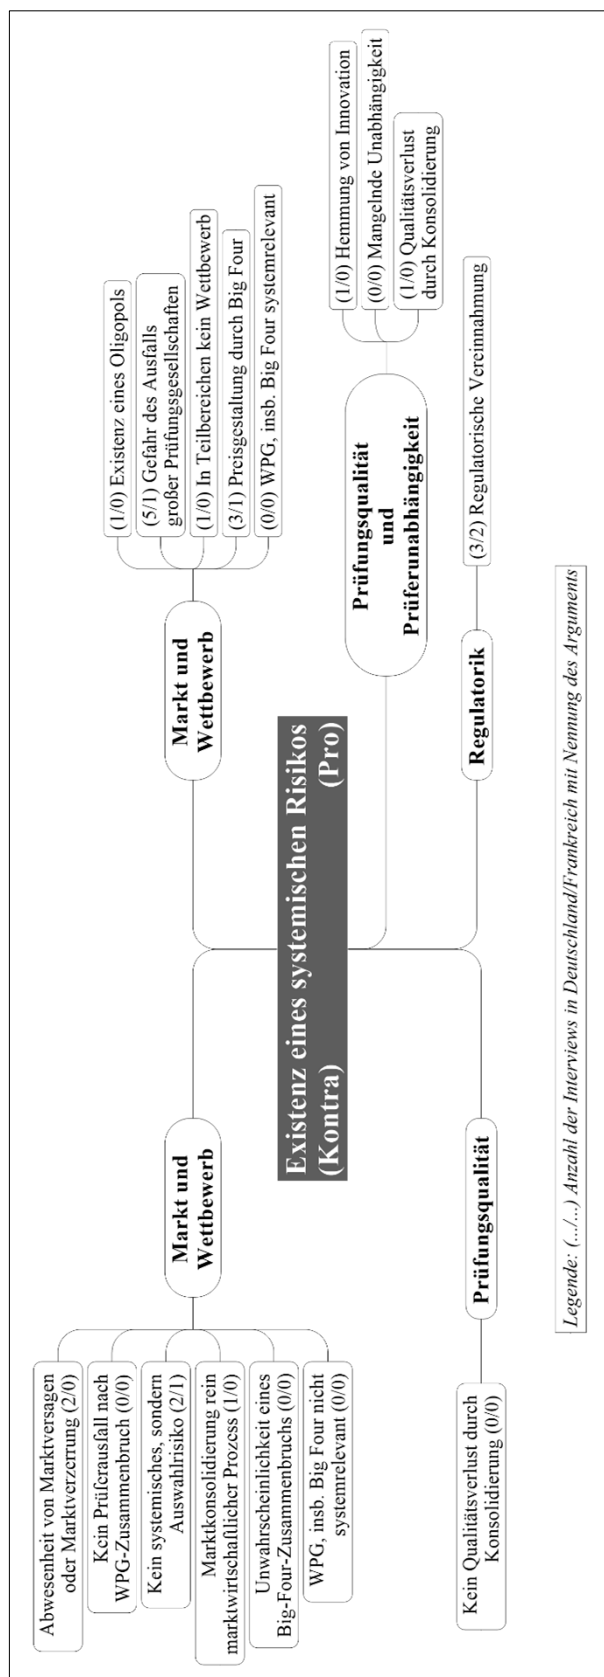 Existenz eines systemischen Risikos
(Kontra) (Pro)
Markt und
Wettbewerb
Abwesenheit von Marktversagen
oder Marktverzerrung (2/0)
Kein Prüferausfall nach
WPG-Zusammenbruch (0/0)
Kein systemisches, sondern
Auswahlrisiko (2/1)
Marktkonsolidierung rein
marktwirtschaftlicher Prozess (1/0)
Unwahrscheinlichkeit eines
Big-Four-Zusammenbruchs (0/0)
WPG, insb. Big Four nicht
systemrelevant (0/0)
Prüfungsqualität
Kein Qualitätsverlust durch
Konsolidierung (0/0)
Markt und
Wettbewerb
(1/0) Existenz eines Oligopols
(5/1) Gefahr des Ausfalls
großer Prüfungsgesellschaften
(1/0) In Teilbereichen kein Wettbewerb
(3/1) Preisgestaltung durch Big Four
(0/0) WPG, insb. Big Four systemrelevant
Prüfungsqualität
und
Prüferunabhängigkeit
(1/0) Hemmung von Innovation
(0/0) Mangelnde Unabhängigkeit
(1/0) Qualitätsverlust
durch Konsolidierung
Regulatorik
(3/2) Regulatorische Vereinnahmung
Legende: (.../...) Anzahl der Interviews in Deutschland/Frankreich mit Nennung des Arguments